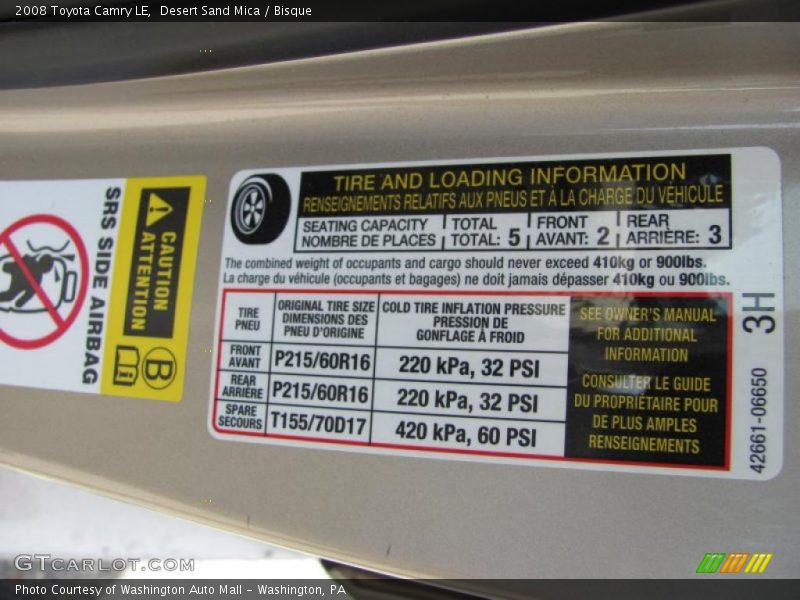 2008 Toyota Camry LE, Desert Sand Mica / Bisque
SRS SIDE AIRBAG
CAUTION
ATTENTION
B
TIRE AND LOADING INFORMATION
RENSEIGNEMENTS RELATIFS AUX PNEUS ET À LA CHARGE DU VÉHICULE
SEATING CAPACITY TOTAL FRONT REAR
NOMBRE DE PLACES TOTAL: 5 AVANT: 2 ARRIÈRE: 3
The combined weight of occupants and cargo should never exceed 410kg or 900lbs.
La charge du véhicule (occupants et bagages) ne doit jamais dépasser 410kg ou 900lbs.
TIRE
PNEU
ORIGINAL TIRE SIZE
DIMENSIONS DES
PNEU D'ORIGINE
COLD TIRE INFLATION PRESSURE
PRESSION DE
GONFLAGE À FROID
FRONT
AVANT
P215/60R16
220 kPa, 32 PSI
REAR
ARRIÈRE
P215/60R16
220 kPa, 32 PSI
SPARE
SECOURS
T155/70D17
420 kPa, 60 PSI
SEE OWNER'S MANUAL
FOR ADDITIONAL
INFORMATION
CONSULTER LE GUIDE
DU PROPRIÉTAIRE POUR
DE PLUS AMPLES
RENSEIGNEMENTS
3H
42661-06650
GTCARLOT.COM
Photo Courtesy of Washington Auto Mall - Washington, PA